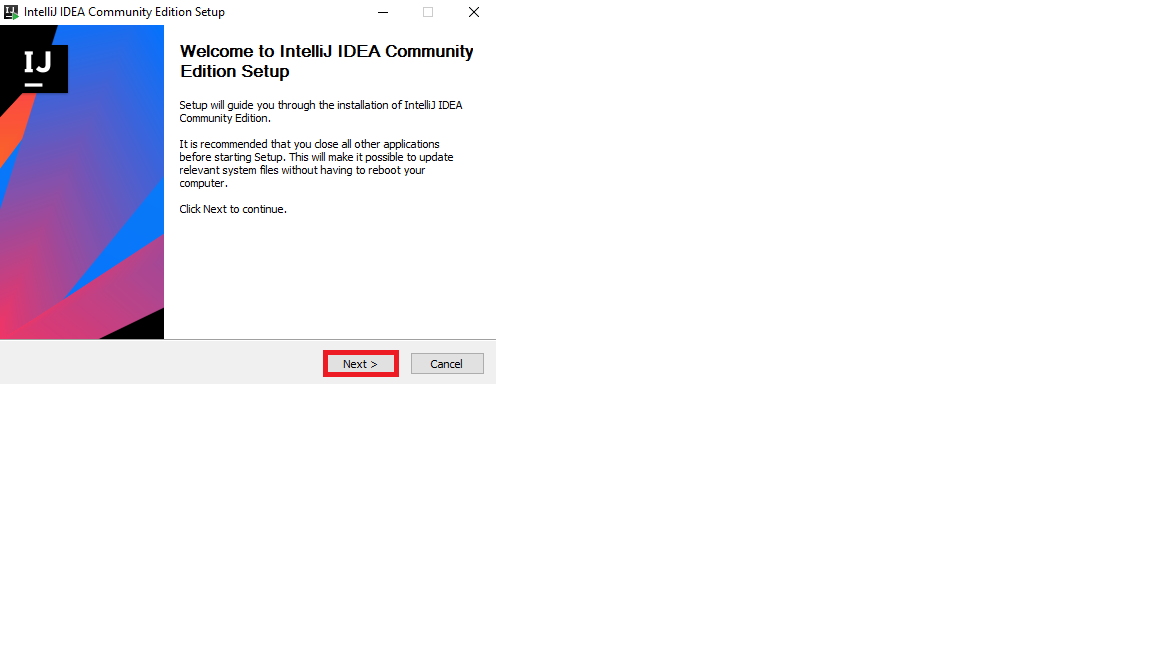 IntelliJ IDEA Community Edition Setup
IJ
Welcome to IntelliJ IDEA Community
Edition Setup
Setup will guide you through the installation of IntelliJ IDEA
Community Edition.
It is recommended that you close all other applications
before starting Setup. This will make it possible to update
relevant system files without having to reboot your
computer.
Click Next to continue.
Next >
Cancel